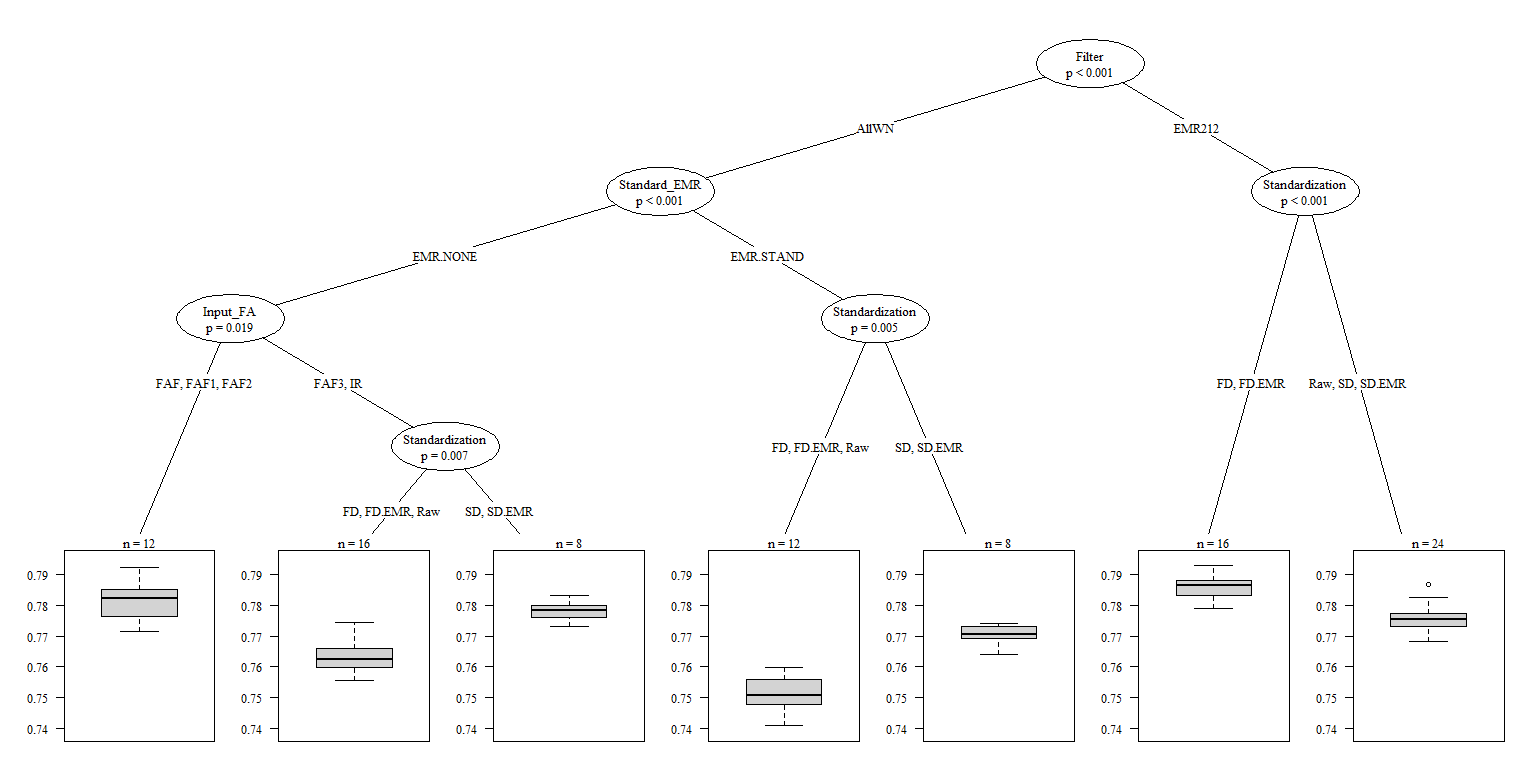 Filter
p < 0.001
AllWN
EMR212
Standard_EMR
p < 0.001
Standardization
p < 0.001
EMR.NONE
EMR.STAND
Input_FA
p = 0.019
Standardization
p = 0.005
FAF, FAF1, FAF2
FAF3, IR
FD, FD.EMR
Raw, SD, SD.EMR
Standardization
p = 0.007
FD, FD.EMR, Raw
SD, SD.EMR
FD, FD.EMR, Raw
SD, SD.EMR
n = 12
n = 16
n = 8
n = 12
n = 8
n = 16
n = 24
0.79 0.79 0.79 0.79 0.79 0.79 0.79
0.78 0.78 0.78 0.78 0.78 0.78 0.78
0.77 0.77 0.77 0.77 0.77 0.77 0.77
0.76 0.76 0.76 0.76 0.76 0.76 0.76
0.75 0.75 0.75 0.75 0.75 0.75 0.75
0.74 0.74 0.74 0.74 0.74 0.74 0.74